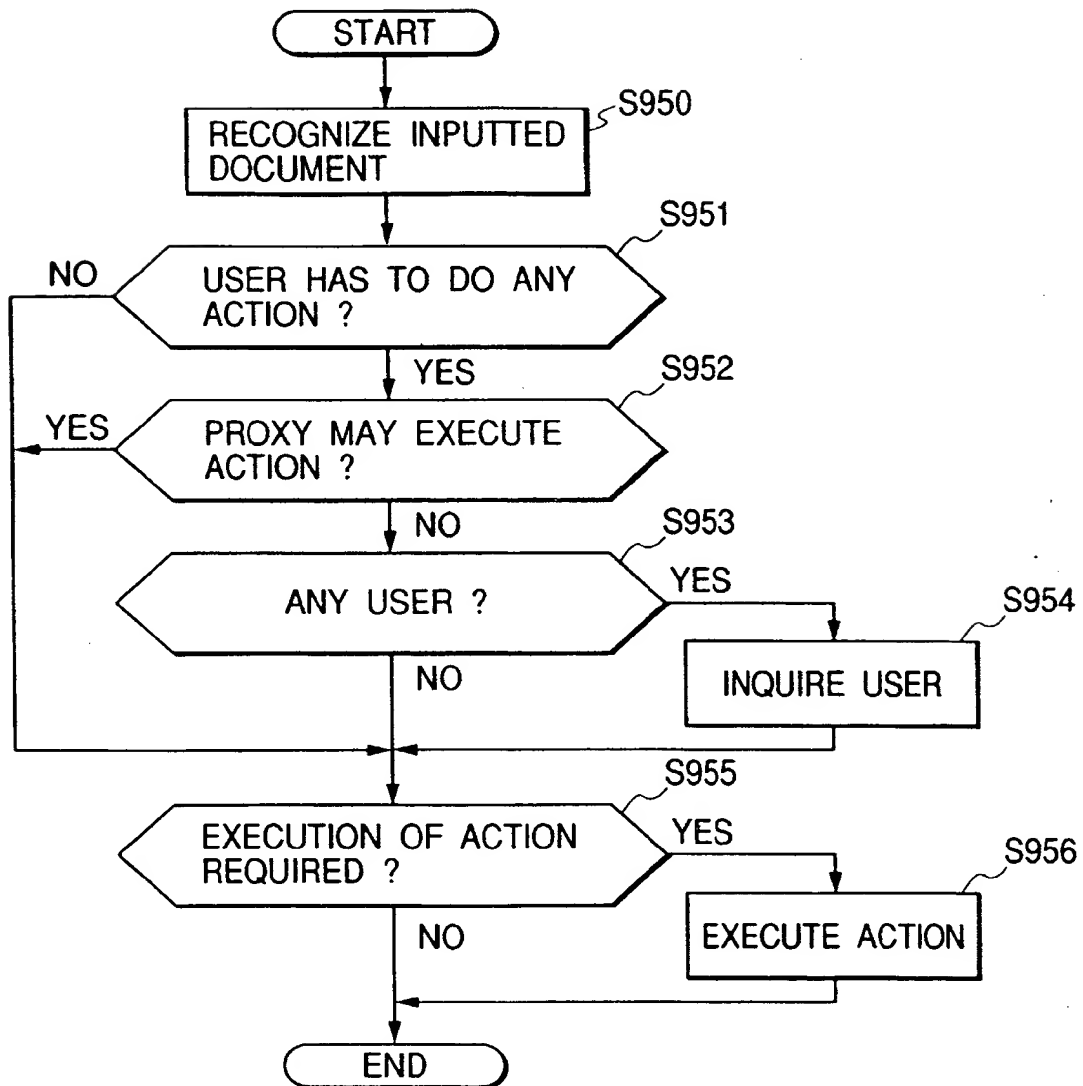 START
S950
RECOGNIZE INPUTTED
DOCUMENT
S951
NO
USER HAS TO DO ANY
ACTION ?
YES
S952
YES
PROXY MAY EXECUTE
ACTION ?
NO
S953
ANY USER ?
YES
S954
NO
INQUIRE USER
S955
EXECUTION OF ACTION
REQUIRED ?
YES
S956
NO
EXECUTE ACTION
END